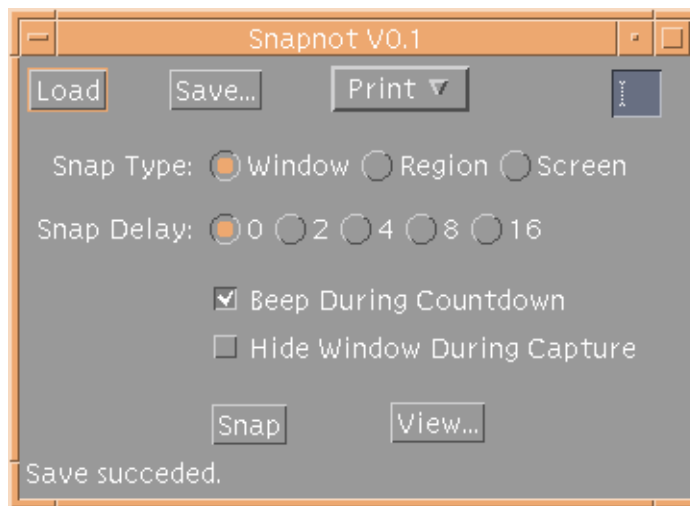 Snapnot V0.1
Load Save... Print
Snap Type: Window Region Screen
Snap Delay: 0 2 4 8 16
Beep During Countdown
Hide Window During Capture
Snap View...
Save succeded.